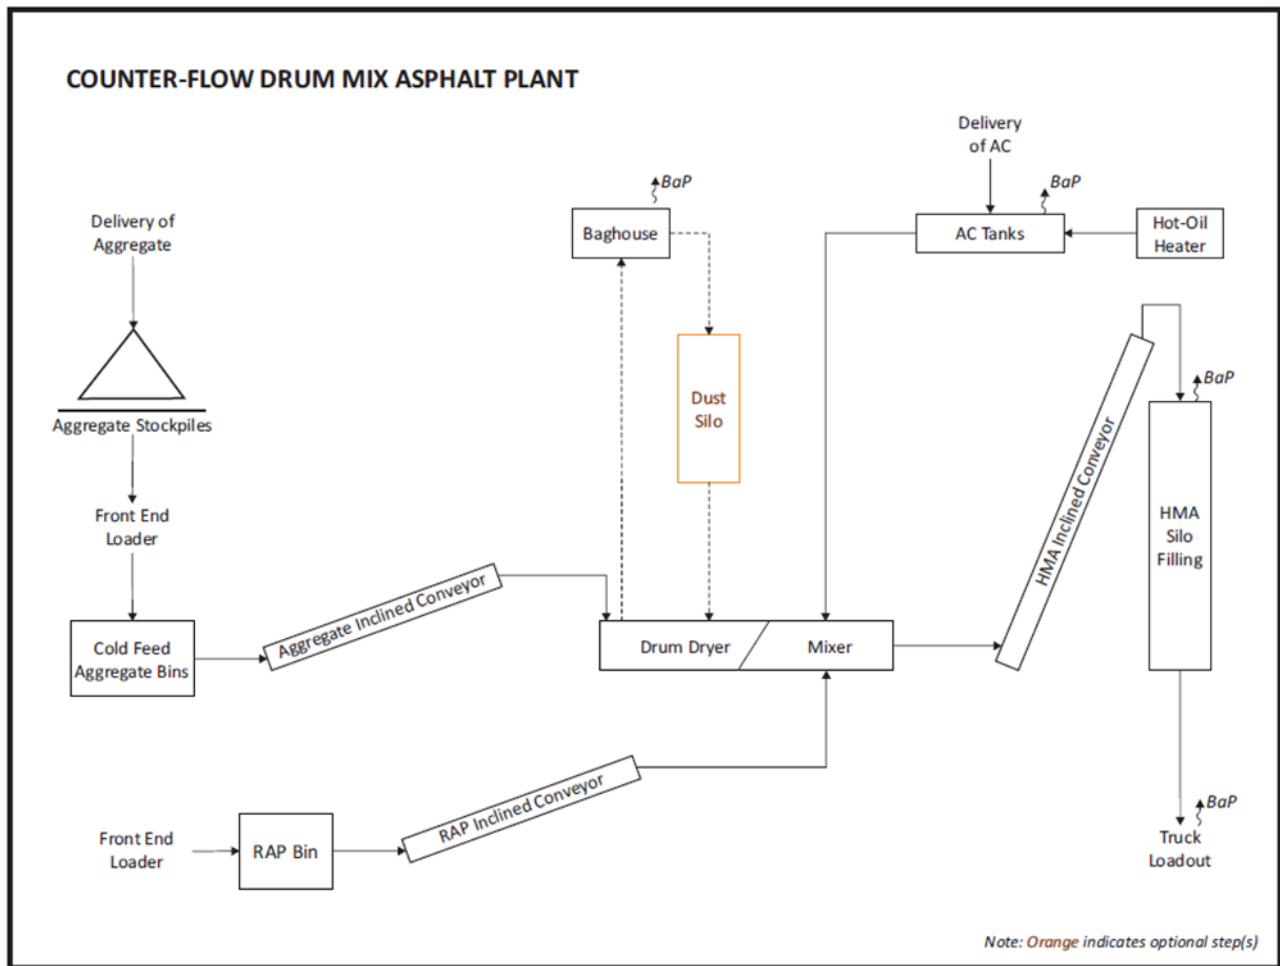 COUNTER-FLOW DRUM MIX ASPHALT PLANT
Delivery
of AC
BaP
BaP
Delivery of
Aggregate
Baghouse
AC Tanks
Hot-Oil
Heater
Dust
Silo
BaP
Aggregate Stockpiles
HMA Inclined Conveyor
HMA
Silo
Filling
Front End
Loader
Aggregate Inclined Conveyor
Cold Feed
Aggregate Bins
Drum Dryer
Mixer
RAP Inclined Conveyor
BaP
Front End
Loader
RAP Bin
Truck
Loadout
Note: Orange indicates optional step(s)